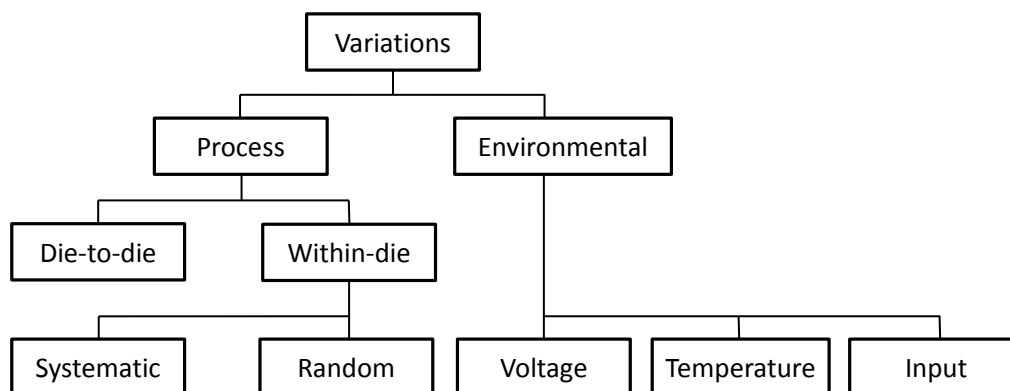 Variations
Process
Environmental
Die-to-die
Within-die
Systematic
Random
Voltage
Temperature
Input